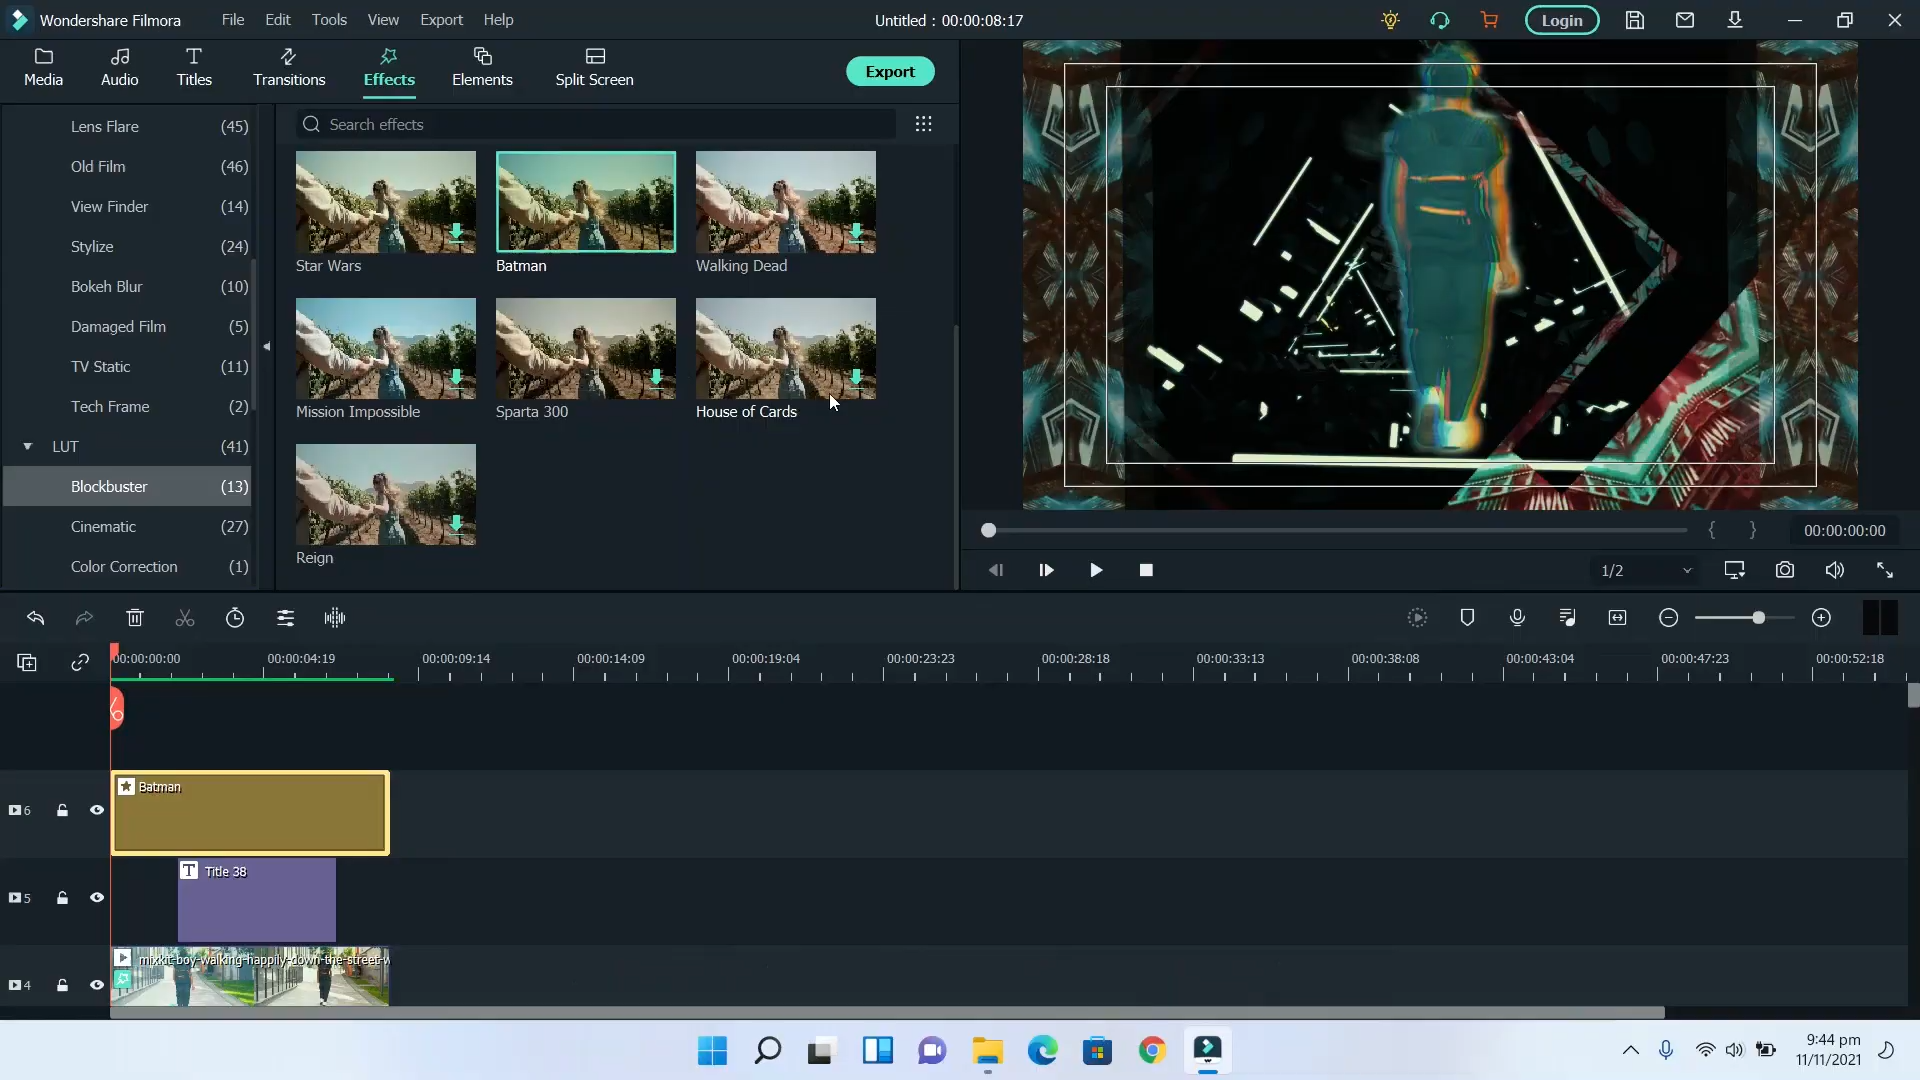 Wondershare Filmora
File Edit Tools View Export Help
Untitled : 00:00:08:17
Login
Media Audio Titles Transitions Effects Elements Split Screen
Export
Search effects
Lens Flare (45)
Old Film (46)
View Finder (14)
Stylize (24)
Bokeh Blur (10)
Damaged Film (5)
TV Static (11)
Tech Frame (2)
LUT (41)
Blockbuster (13)
Cinematic (27)
Color Correction (1)
Star Wars Batman Walking Dead
Mission Impossible Sparta 300 House of Cards
Reign
00:00:00:00
1/2
00:00:00:00 00:00:04:19 00:00:09:14 00:00:14:09 00:00:19:04 00:00:23:23 00:00:28:18 00:00:33:13 00:00:38:08 00:00:43:04 00:00:47:23 00:00:52:18
6
Batman
5
T Title 38
4
mixkit-boy-walking-happily-down-the-street-w
9:44 pm
11/11/2021